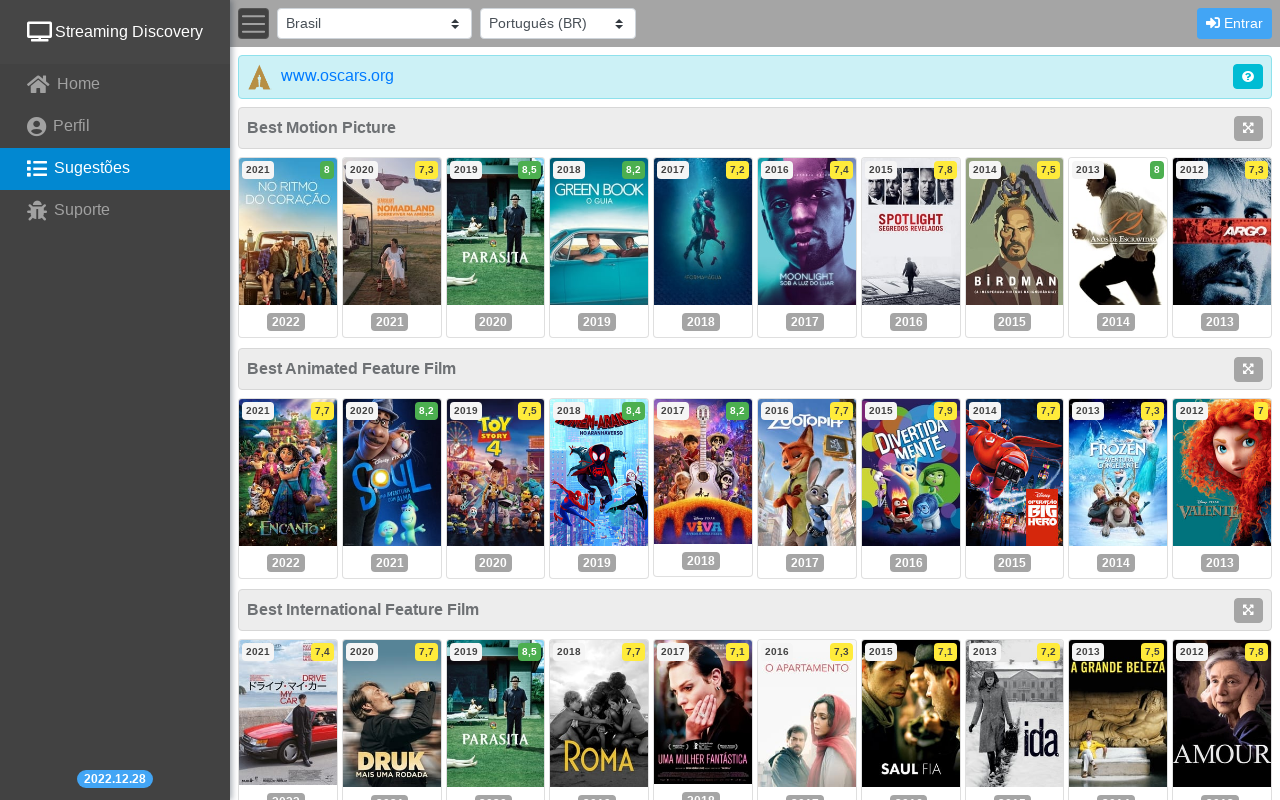 Streaming Discovery
Brasil
Português (BR)
Entrar
Home
Perfil
Sugestões
Suporte
2022.12.28
www.oscars.org
Best Motion Picture
2021 8
2020 7,3
2019 8,5
2018 8,2
2017 7,2
2016 7,4
2015 7,8
2014 7,5
2013 8
2012 7,3
NO RITMO
DO CORAÇÃO
NOMADLAND
PARASITA
GREEN BOOK
O GUIA
MOONLIGHT
SOB A LUZ DO LUAR
SPOTLIGHT
SEGREDOS REVELADOS
BIRDMAN
12
ANOS DE ESCRAVIDÃO
ARGO
2022
2021
2020
2019
2018
2017
2016
2015
2014
2013
Best Animated Feature Film
2021 7,7
2020 8,2
2019 7,5
2018 8,4
2017 8,2
2016 7,7
2015 7,9
2014 7,7
2013 7,3
2012 7
ENCANTO
SOUL
TOY
STORY
4
NO ARANHAVERSO
VIVA
ZOOTOPIA
DIVERTIDA
MENTE
OPERAÇÃO
BIG
HERO
FROZEN
VALENTE
2022
2021
2020
2019
2018
2017
2016
2015
2014
2013
Best International Feature Film
2021 7,4
2020 7,7
2019 8,5
2018 7,7
2017 7,1
2016 7,3
2015 7,1
2013 7,2
2013 7,5
2012 7,8
DRIVE
ドライブ・マイ・カー
MY
CAR
DRUK
MAIS UMA RODADA
PARASITA
ROMA
UMA MULHER FANTÁSTICA
O APARTAMENTO
SAUL FIA
ida
A GRANDE BELEZA
AMOUR